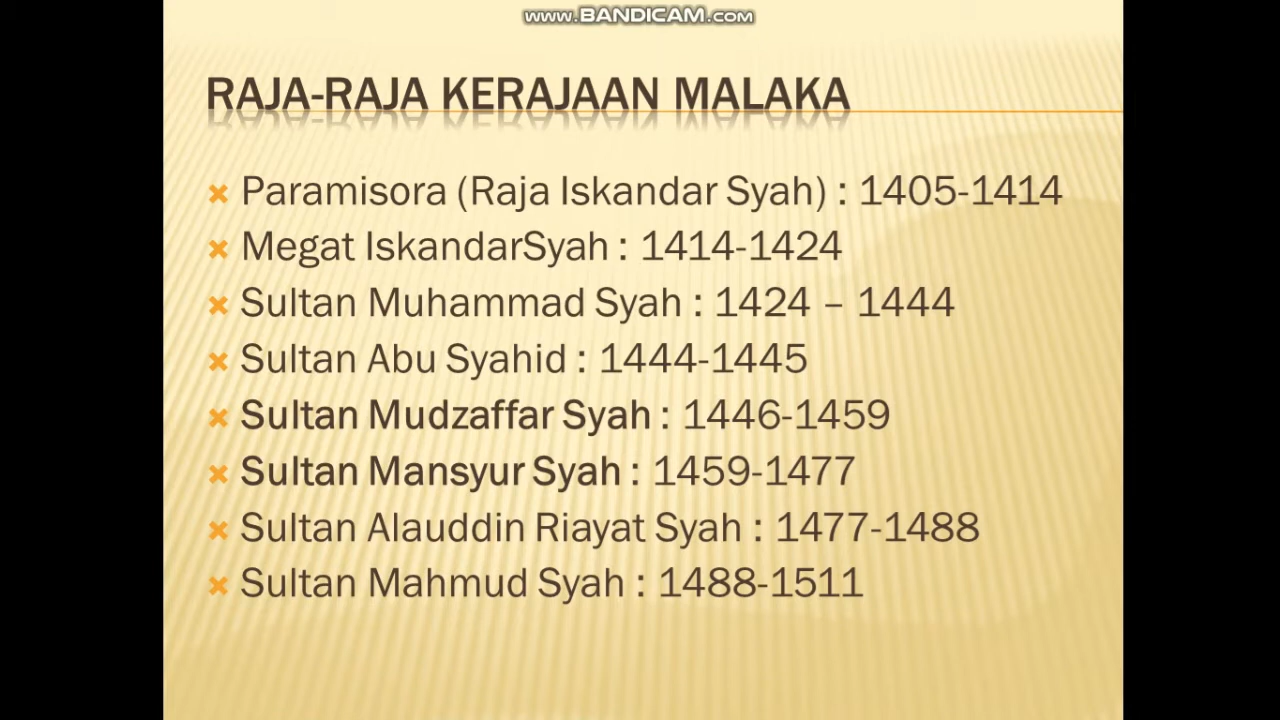 www.BANDICAM.com
RAJA-RAJA KERAJAAN MALAKA
Paramisora (Raja Iskandar Syah) : 1405-1414
Megat IskandarSyah : 1414-1424
Sultan Muhammad Syah : 1424 – 1444
Sultan Abu Syahid : 1444-1445
Sultan Mudzaffar Syah : 1446-1459
Sultan Mansyur Syah : 1459-1477
Sultan Alauddin Riayat Syah : 1477-1488
Sultan Mahmud Syah : 1488-1511